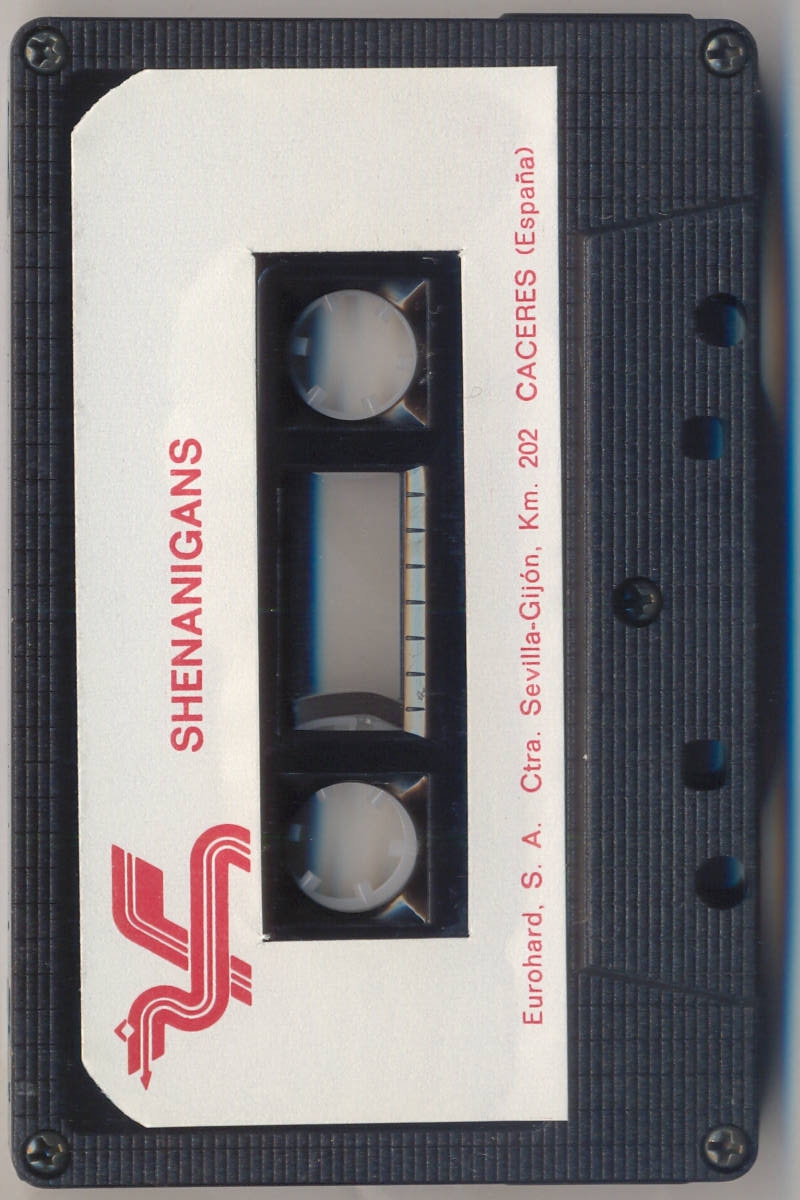 SHENANIGANS
Eurohard, S. A. Ctra. Sevilla-Gijón, Km. 202 CACERES (España)